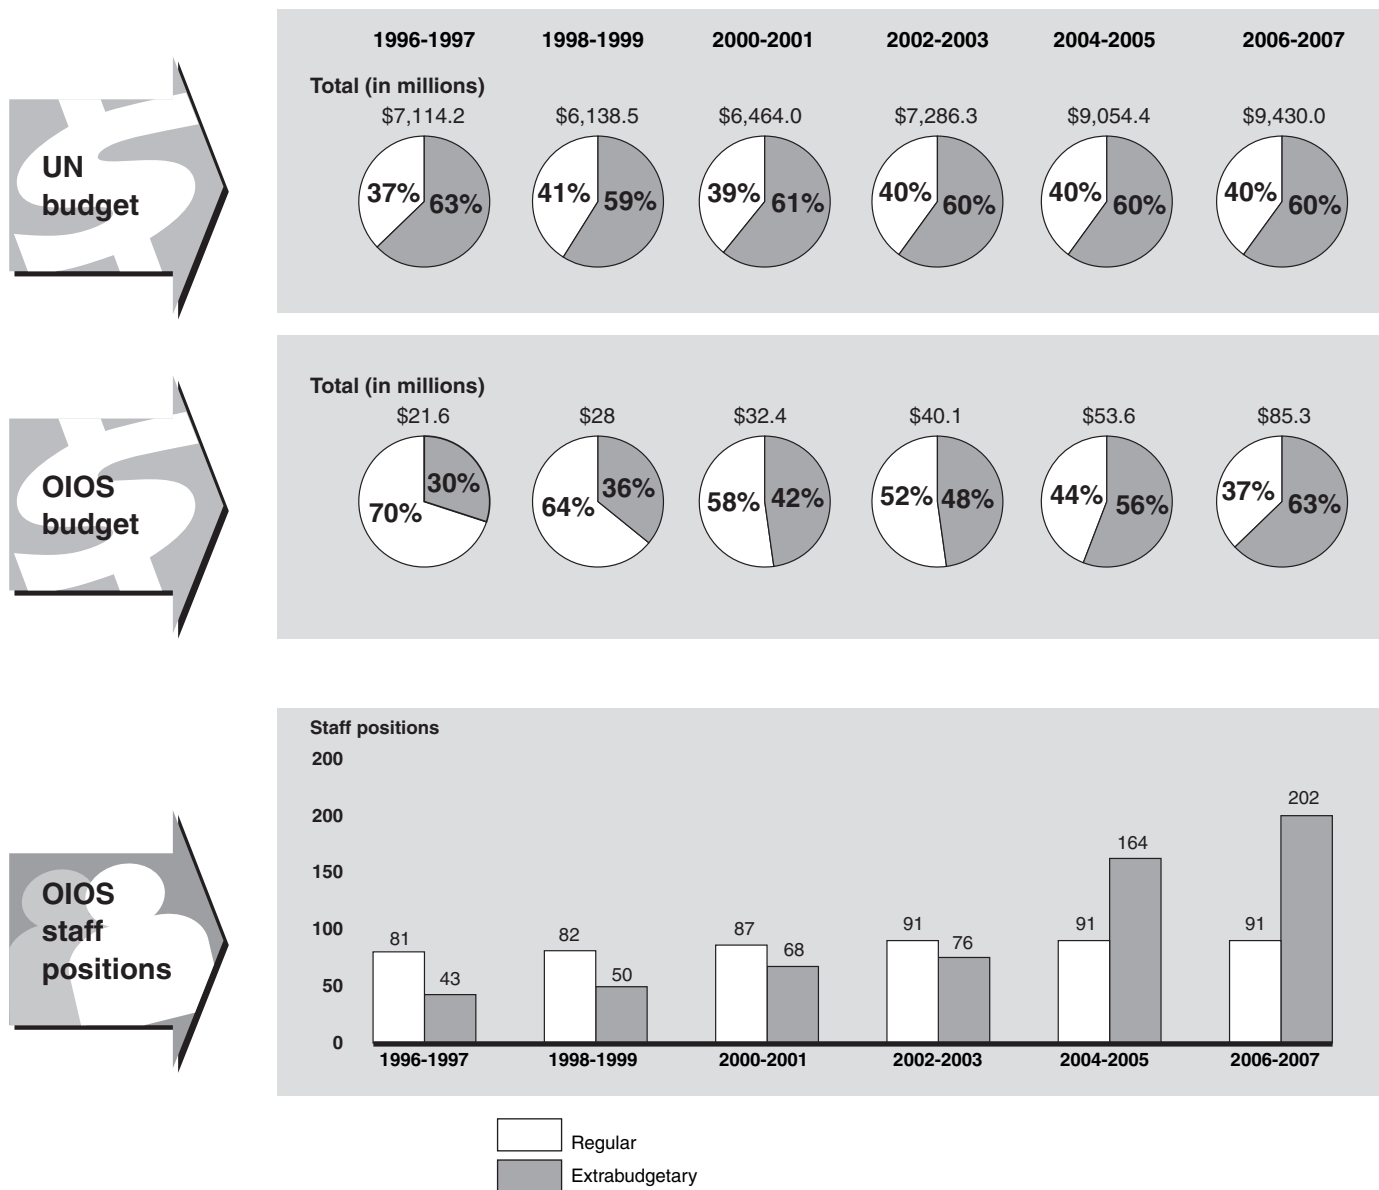 1996-1997 1998-1999 2000-2001 2002-2003 2004-2005 2006-2007
Total (in millions)
$7,114.2 $6,138.5 $6,464.0 $7,286.3 $9,054.4 $9,430.0
UN
budget
37% 63% 41% 59% 39% 61% 40% 60% 40% 60% 40% 60%
Total (in millions)
$21.6 $28 $32.4 $40.1 $53.6 $85.3
OIOS
budget
70% 30% 64% 36% 58% 42% 52% 48% 44% 56% 37% 63%
Staff positions
200
200
150
100
50
0
OIOS
staff
positions
81 43 82 50 87 68 91 76 91 164 91 202
1996-1997 1998-1999 2000-2001 2002-2003 2004-2005 2006-2007
Regular
Extrabudgetary